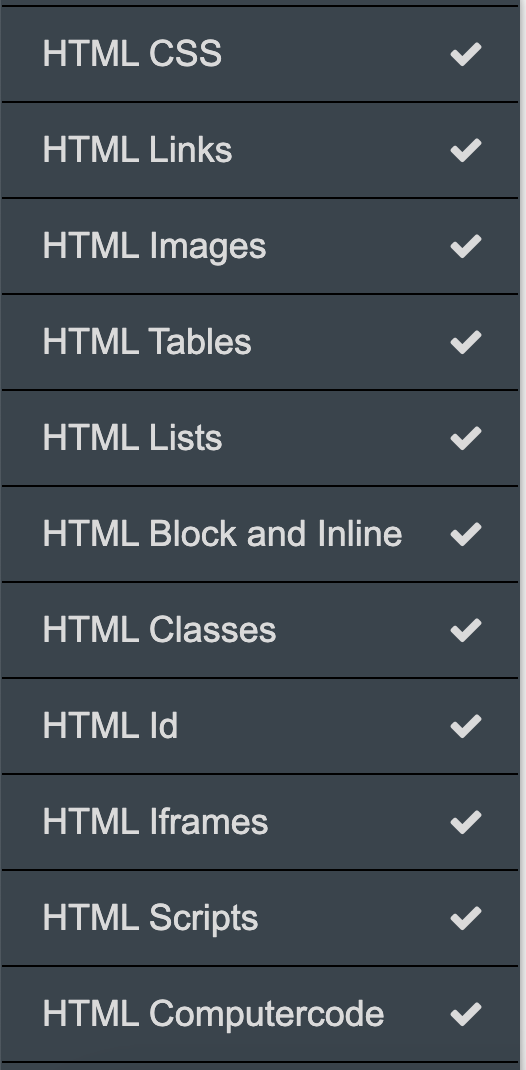 HTML CSS
HTML Links
HTML Images
HTML Tables
HTML Lists
HTML Block and Inline
HTML Classes
HTML Id
HTML Iframes
HTML Scripts
HTML Computercode